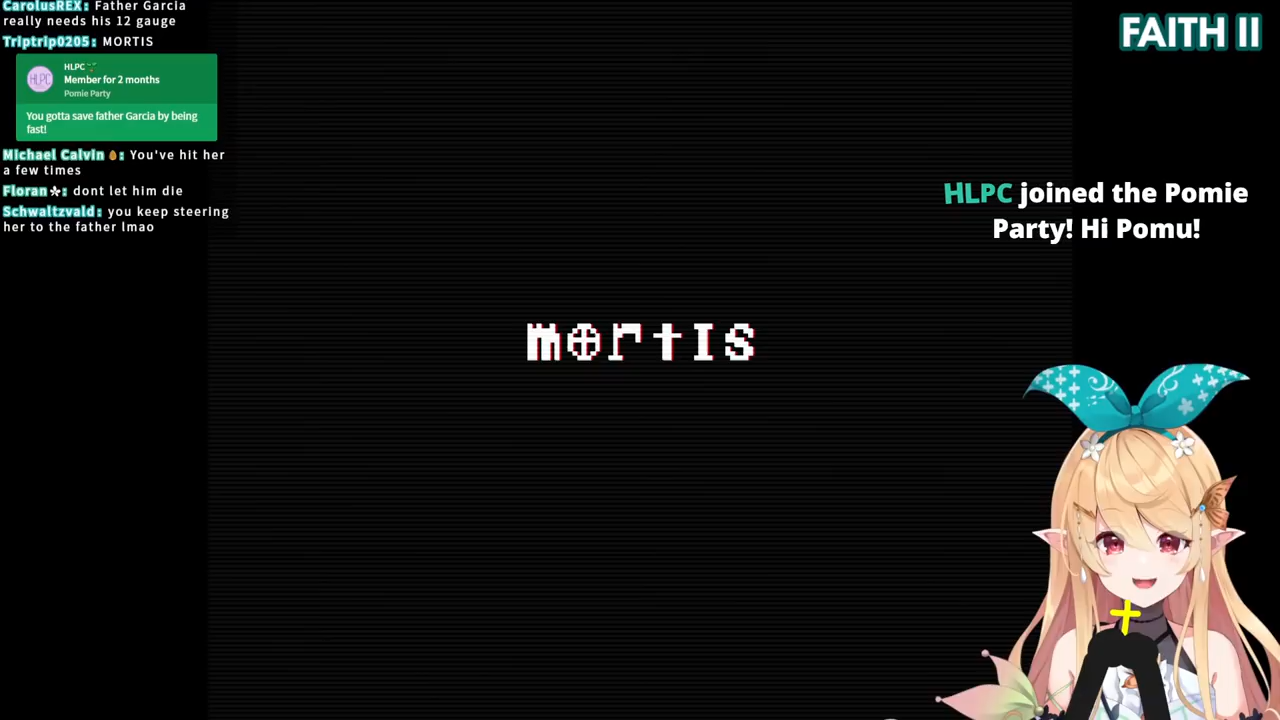 CarolusREX: Father Garcia
really needs his 12 gauge
Triptrip0205: MORTIS
HLPC
HLPC
Member for 2 months
Pomie Party
You gotta save father Garcia by being
fast!
Michael Calvin: You've hit her
a few times
Floran: dont let him die
Schwaltzvald: you keep steering
her to the father lmao
FAITH II
HLPC joined the Pomie
Party! Hi Pomu!
mortIs